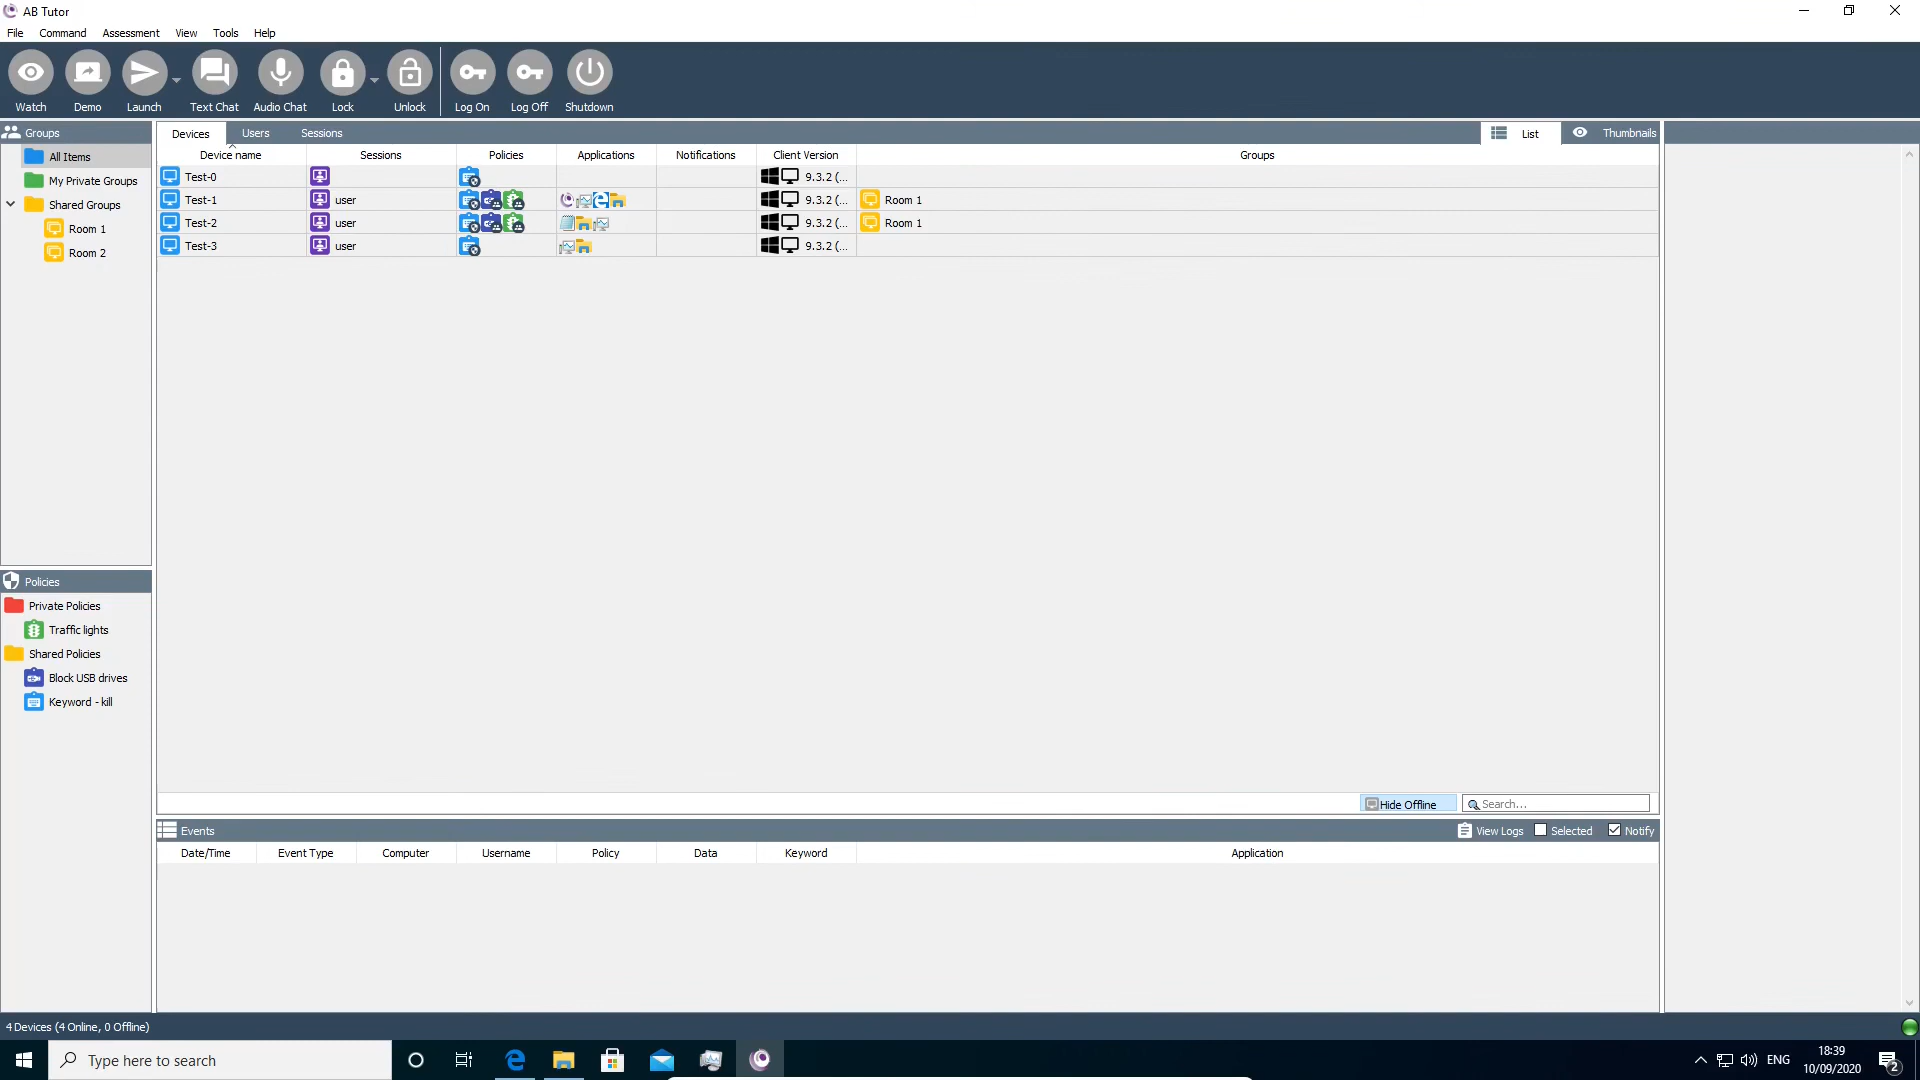 AB Tutor
File Command Assessment View Tools Help
Watch Demo Launch Text Chat Audio Chat Lock Unlock Log On Log Off Shutdown
Groups
All Items
My Private Groups
Shared Groups
Room 1
Room 2
Policies
Private Policies
Traffic lights
Shared Policies
Block USB drives
Keyword - kill
Devices Users Sessions List Thumbnails
Device name Sessions Policies Applications Notifications Client Version Groups
Test-0 9.3.2 (...
Test-1 user 9.3.2 (... Room 1
Test-2 user 9.3.2 (... Room 1
Test-3 user 9.3.2 (...
Hide Offline Search...
Events View Logs Selected Notify
Date/Time Event Type Computer Username Policy Data Keyword Application
4 Devices (4 Online, 0 Offline)
Type here to search
ENG
18:39
10/09/2020
2